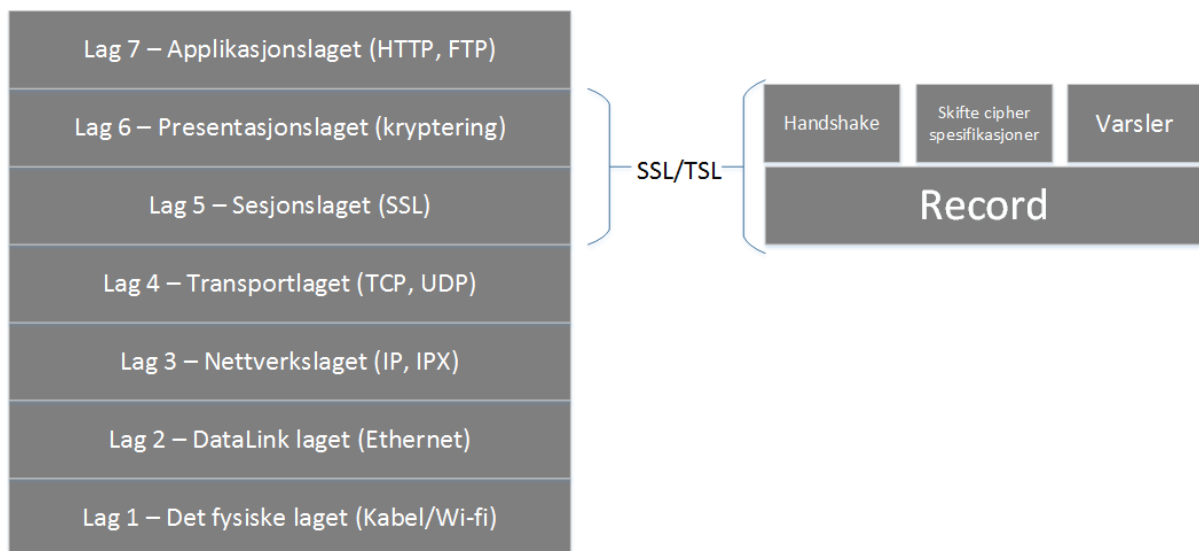 Lag 7 – Applikasjonslaget (HTTP, FTP)
Lag 6 – Presentasjonslaget (kryptering)
Lag 5 – Sesjonslaget (SSL)
Lag 4 – Transportlaget (TCP, UDP)
Lag 3 – Nettverkslaget (IP, IPX)
Lag 2 – DataLink laget (Ethernet)
Lag 1 – Det fysiske laget (Kabel/Wi-fi)
SSL/TSL
Handshake
Skifte cipher
spesifikasjoner
Varsler
Record